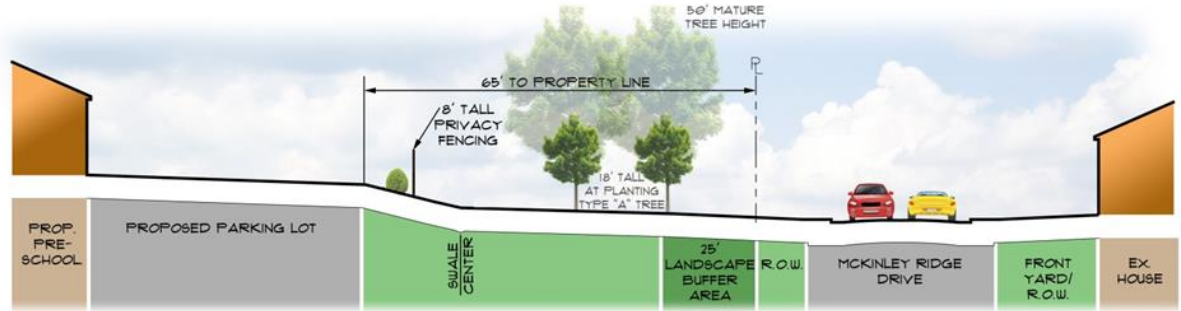 50' MATURE
TREE HEIGHT
PL
65' TO PROPERTY LINE
8' TALL
PRIVACY
FENCING
18' TALL
AT PLANTING
TYPE "A" TREE
PROP.
PRE-
SCHOOL
PROPOSED PARKING LOT
SWALE
CENTER
25'
LANDSCAPE
BUFFER
AREA
R.O.W.
MCKINLEY RIDGE
DRIVE
FRONT
YARD/
R.O.W.
EX.
HOUSE